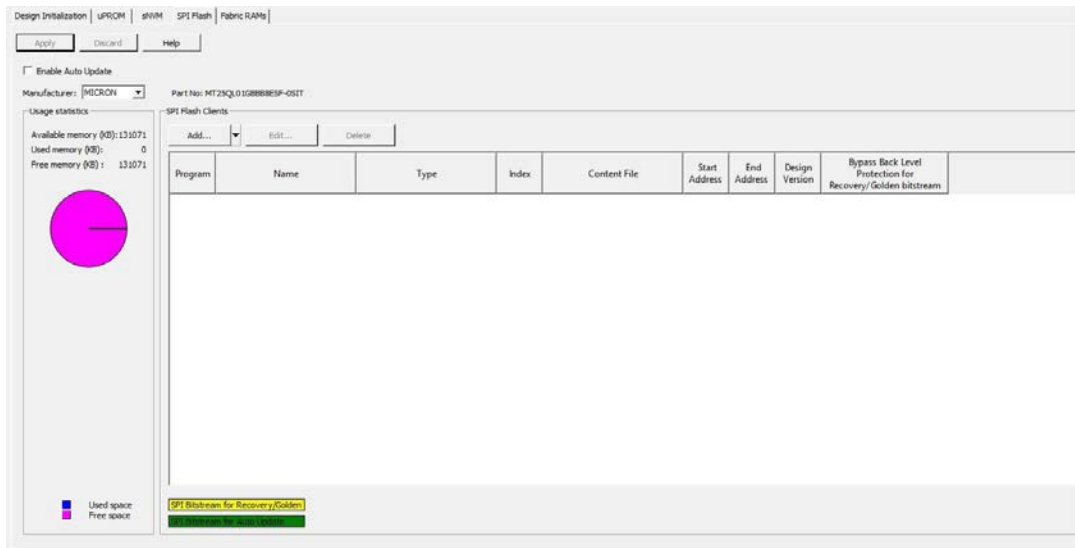 Design Initialization uPROM sNVM SPI Flash Fabric RAMs
Apply Discard Help
Enable Auto Update
Manufacturer: MICRON Part No: MT25QL01GBBB8ESF-0SIT
Usage statistics
Available memory (KB): 131071
Used memory (KB): 0
Free memory (KB) : 131071
SPI Flash Clients
Add... Edit... Delete
Program Name Type Index Content File Start Address End Address Design Version Bypass Back Level Protection for Recovery/Golden bitstream
Used space
Free space
SPI Bitstream for Recovery/Golden
SPI Bitstream for Auto Update